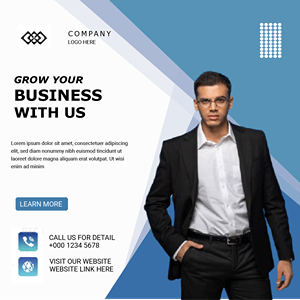 COMPANY
LOGO HERE
GROW YOUR
BUSINESS
WITH US
Lorem ipsum dolor sit amet, consectetuer adipiscing
elit, sed diam nonummy nibh euismod tincidunt ut
laoreet dolore magna aliquam erat volutpat. Ut wisi
enim ad minim
LEARN MORE
CALL US FOR DETAIL
+000 1234 5678
VISIT OUR WEBSITE
WEBSITE LINK HERE